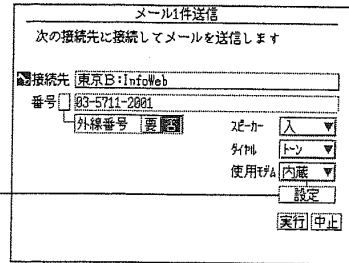 メール1件送信
次の接続先に接続してメールを送信します
接続先 東京B:InfoWeb
番号 03-5711-2001
外線番号 要 否
スピーカー 入 ▼
ダイヤル トーン ▼
使用モデム 内蔵 ▼
設定
実行 中止